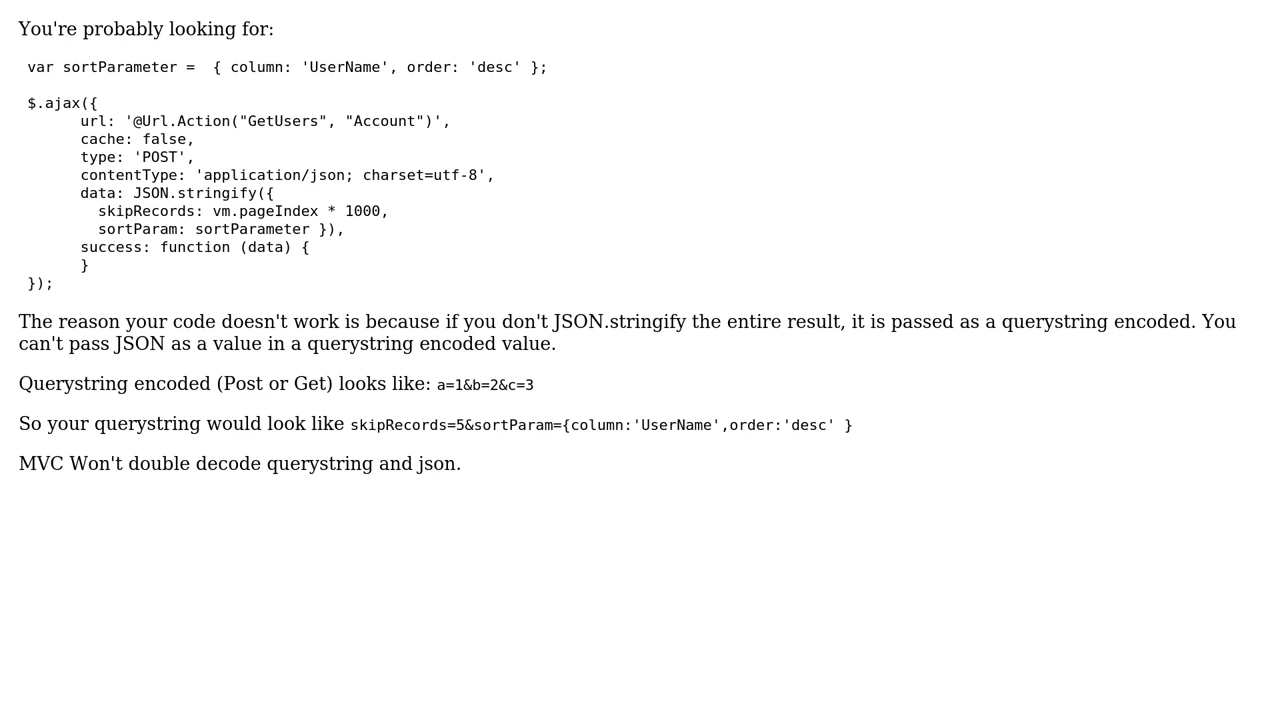 You're probably looking for:
var sortParameter =  { column: 'UserName', order: 'desc' };
$.ajax({
      url: '@Url.Action("GetUsers", "Account")',
      cache: false,
      type: 'POST',
      contentType: 'application/json; charset=utf-8',
      data: JSON.stringify({
        skipRecords: vm.pageIndex * 1000,
        sortParam: sortParameter }),
      success: function (data) {
      }
});
The reason your code doesn't work is because if you don't JSON.stringify the entire result, it is passed as a querystring encoded. You
can't pass JSON as a value in a querystring encoded value.
Querystring encoded (Post or Get) looks like: a=1&b=2&c=3
So your querystring would look like skipRecords=5&sortParam={column:'UserName',order:'desc' }
MVC Won't double decode querystring and json.